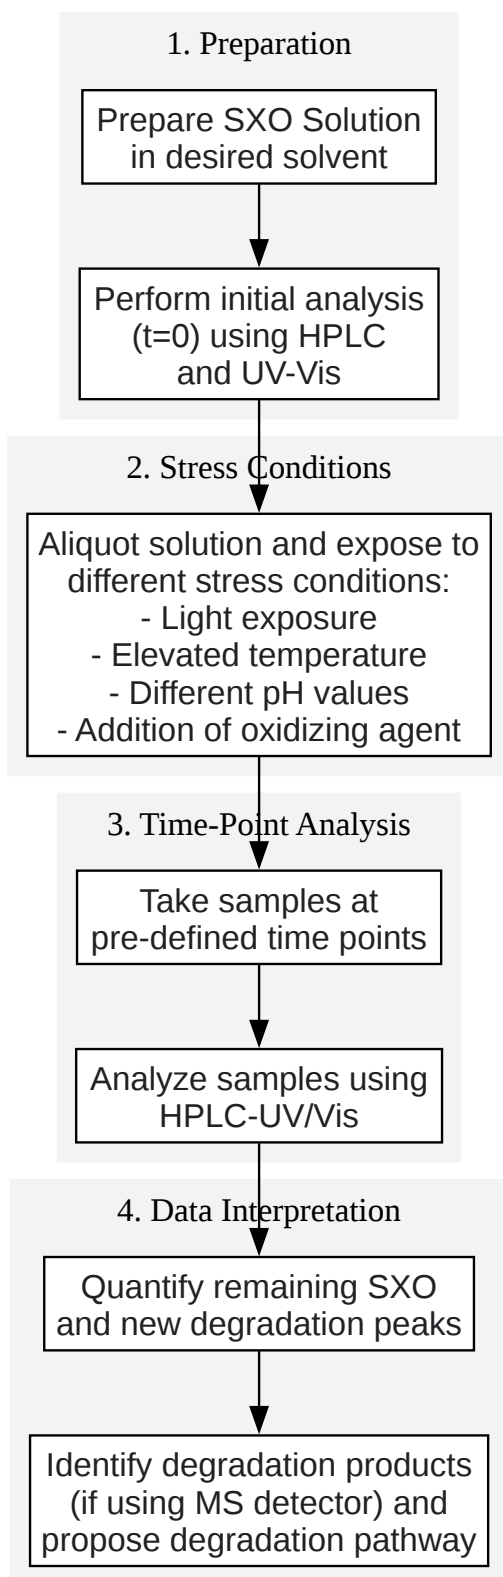 1. Preparation
Prepare SXO Solution
in desired solvent
Perform initial analysis
(t=0) using HPLC
and UV-Vis
2. Stress Conditions
Aliquot solution and expose to
different stress conditions:
- Light exposure
- Elevated temperature
- Different pH values
- Addition of oxidizing agent
3. Time-Point Analysis
Take samples at
pre-defined time points
Analyze samples using
HPLC-UV/Vis
4. Data Interpretation
Quantify remaining SXO
and new degradation peaks
Identify degradation products
(if using MS detector) and
propose degradation pathway